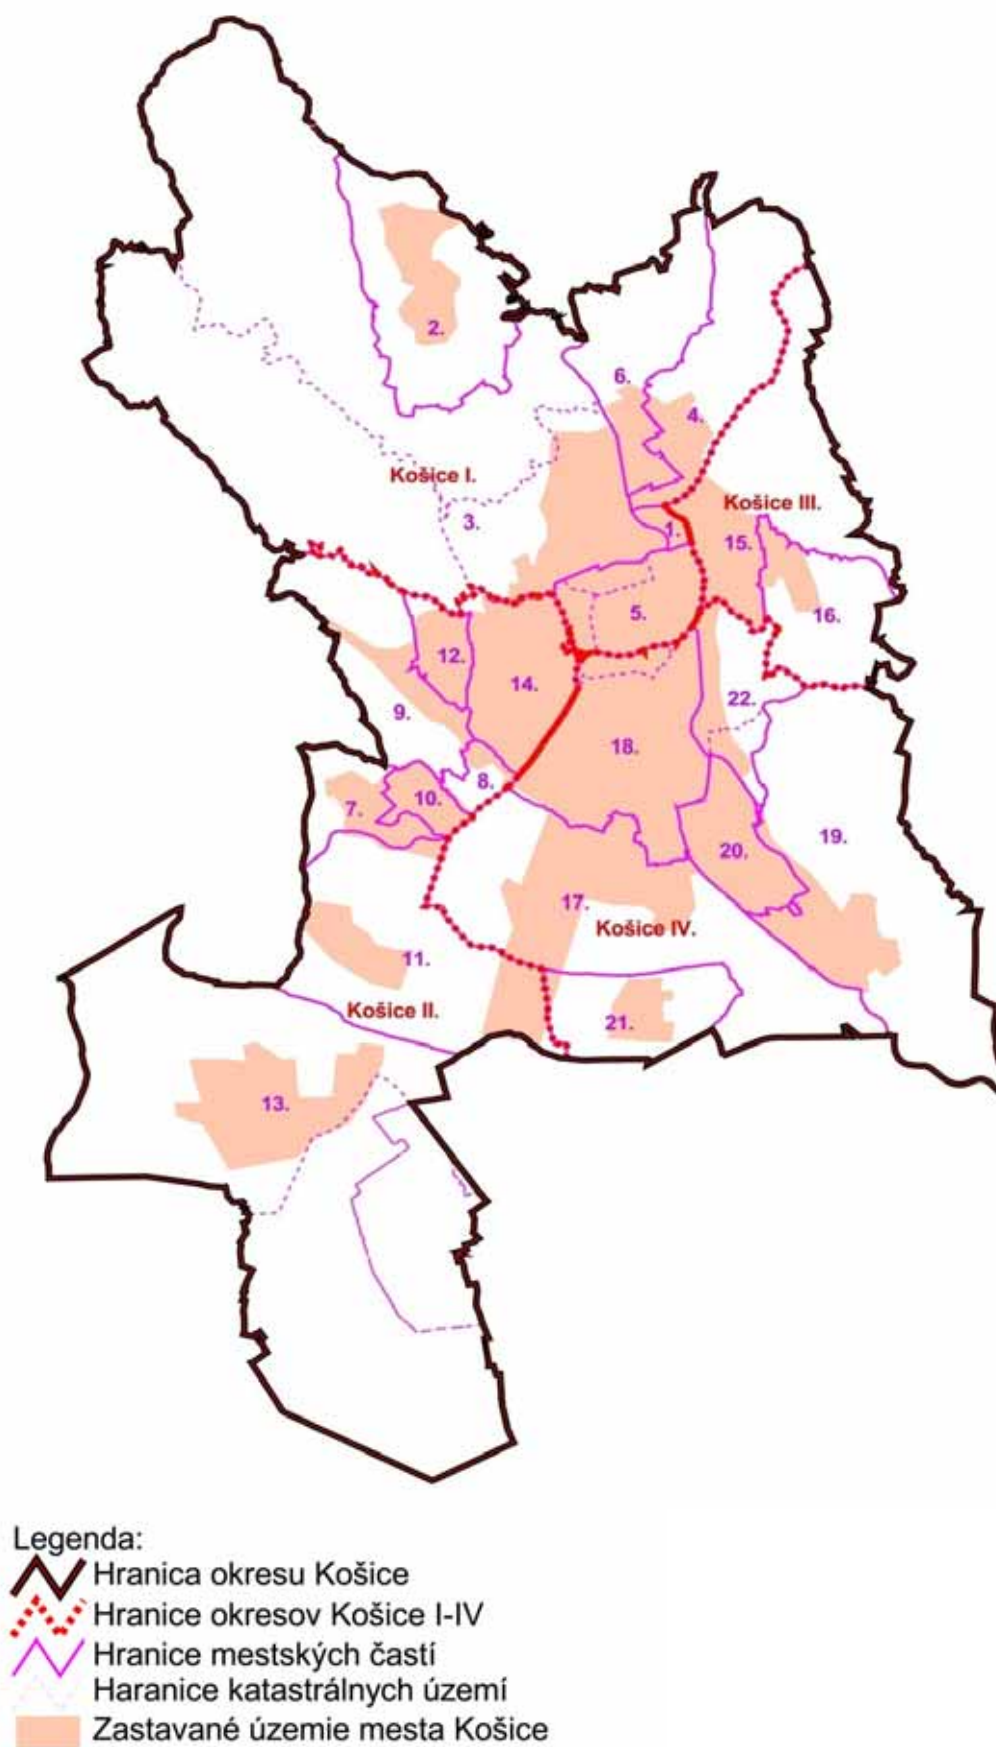 2.
6.
4.
Košice I.
Košice III.
3.
1.
15.
5.
16.
12.
14.
22.
9.
18.
8.
10.
7.
19.
20.
17.
Košice IV.
11.
Košice II.
21.
13.
Legenda:
Hranica okresu Košice
Hranice okresov Košice I-IV
Hranice mestských častí
Haranice katastrálnych území
Zastavané územie mesta Košice